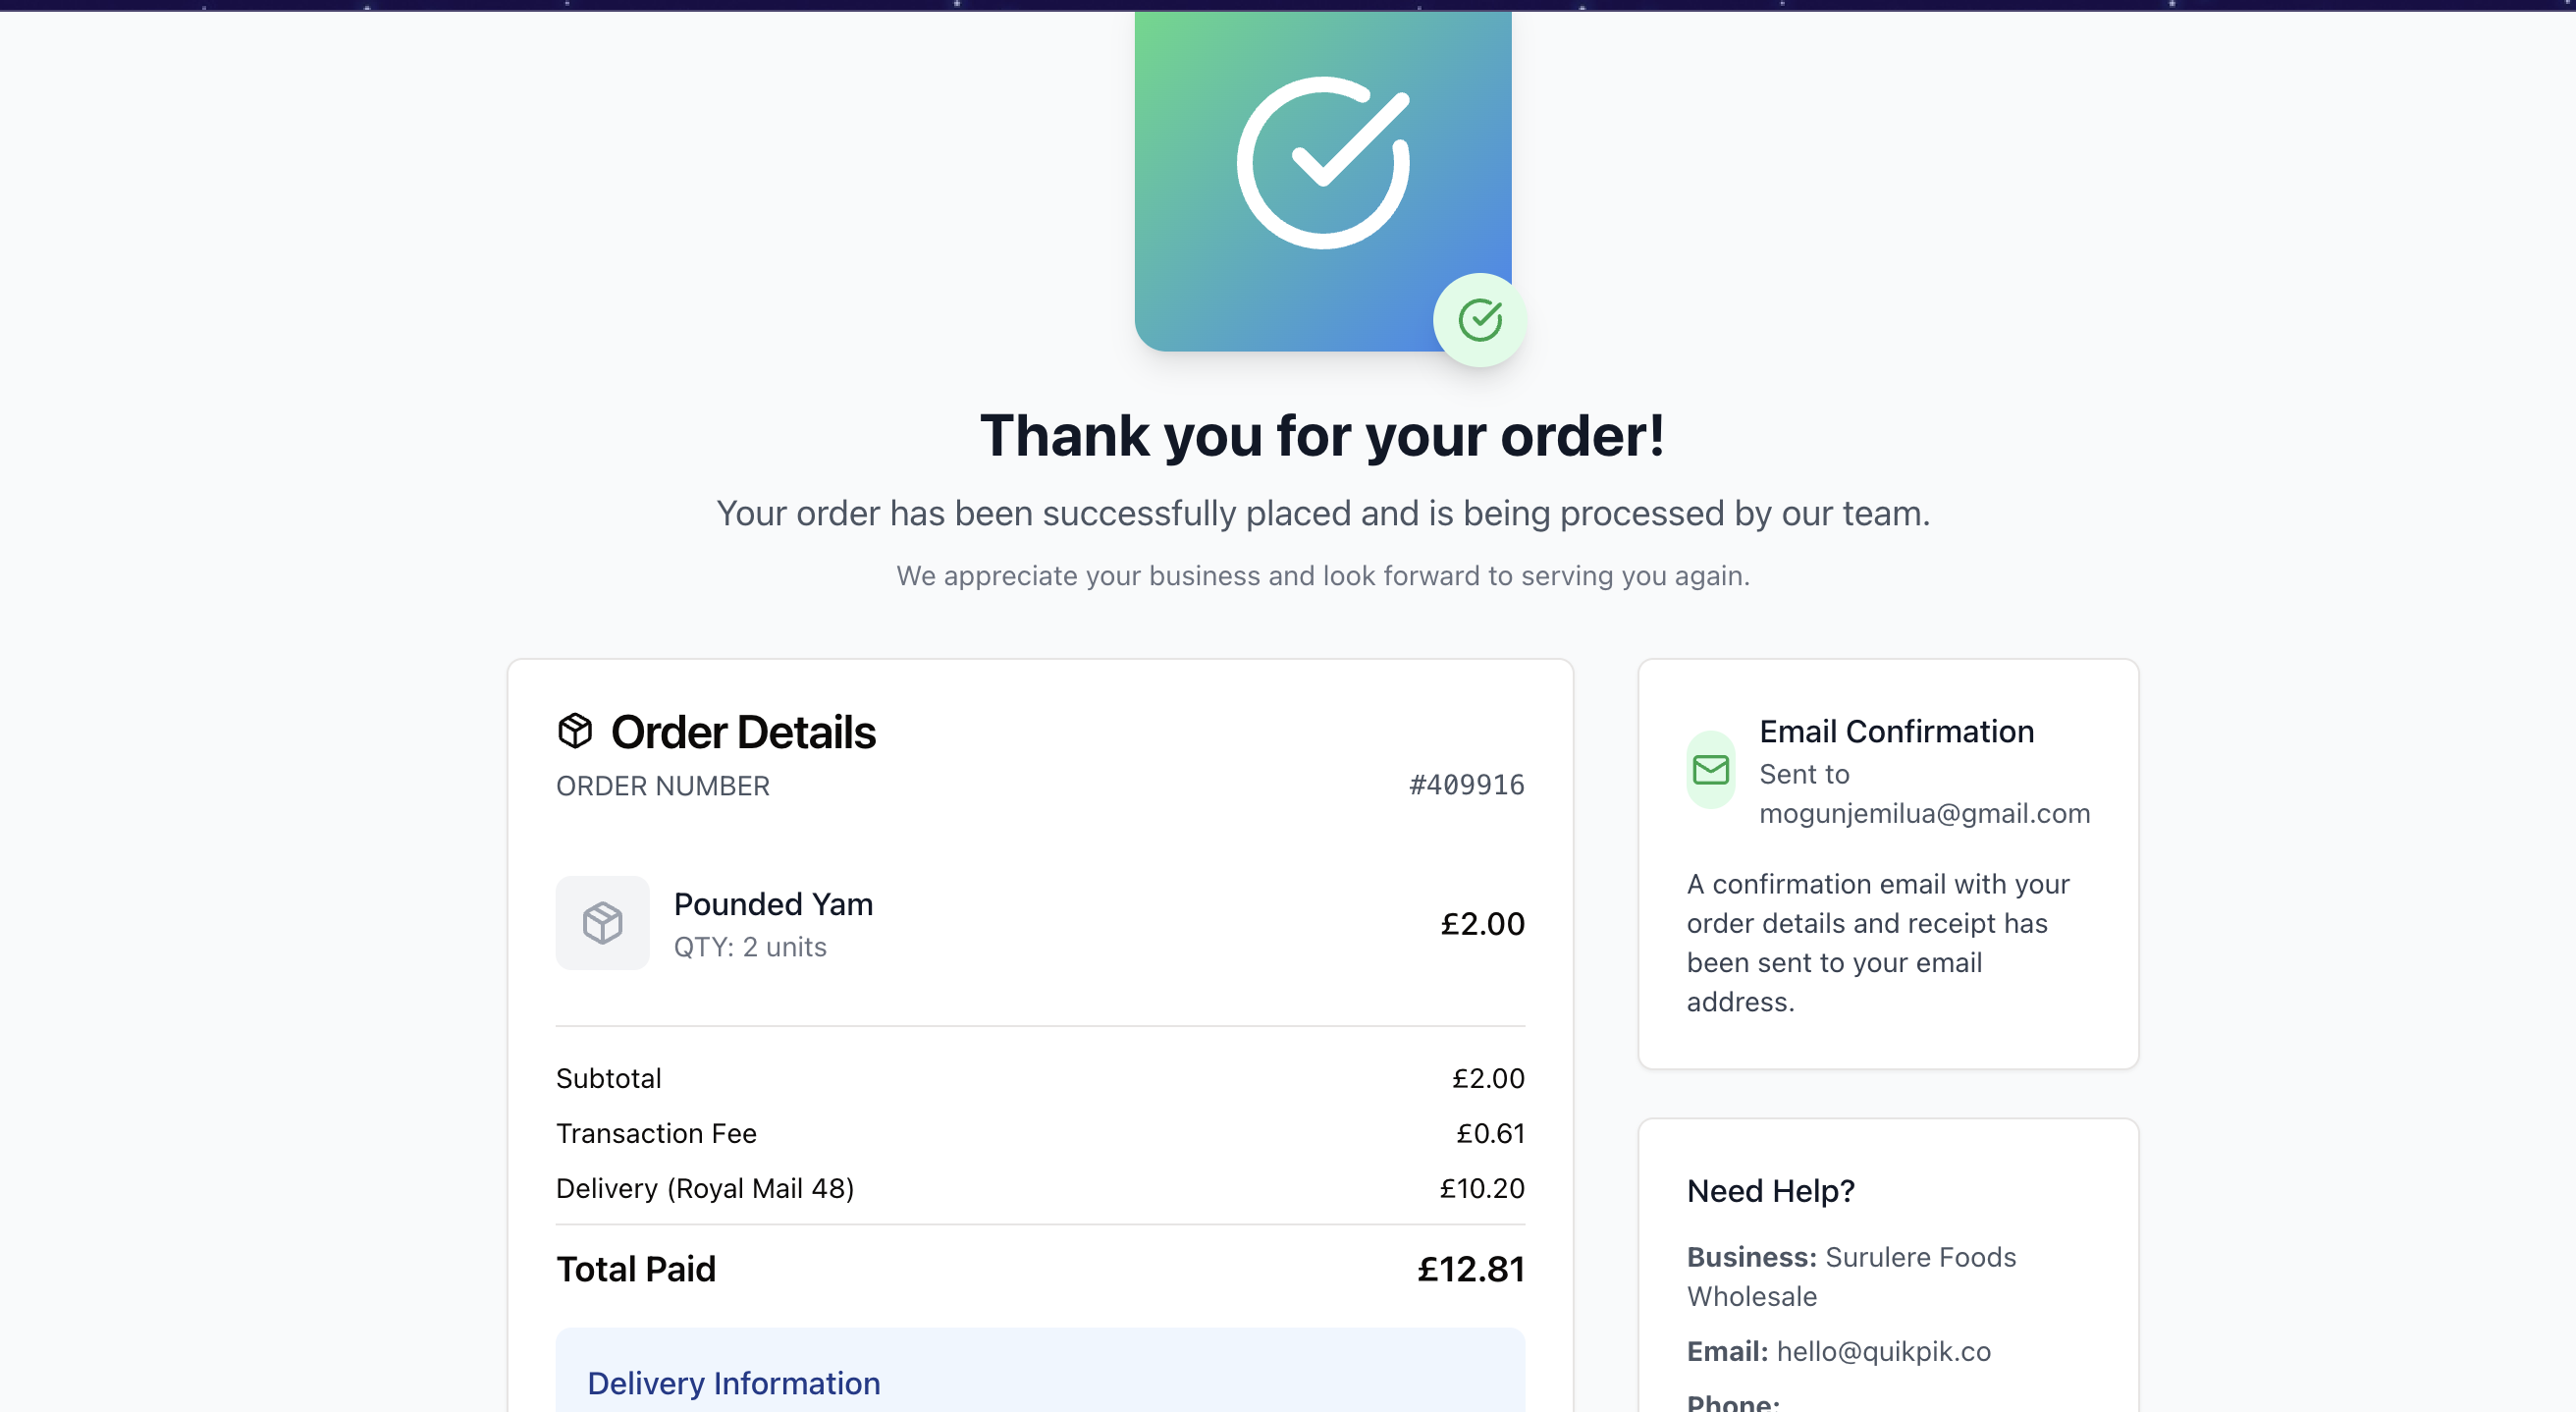 Thank you for your order!
Your order has been successfully placed and is being processed by our team.
We appreciate your business and look forward to serving you again.
Order Details
ORDER NUMBER #409916
Pounded Yam
QTY: 2 units
£2.00
Subtotal £2.00
Transaction Fee £0.61
Delivery (Royal Mail 48) £10.20
Total Paid £12.81
Delivery Information
Email Confirmation
Sent to
mogunjemilua@gmail.com
A confirmation email with your
order details and receipt has
been sent to your email
address.
Need Help?
Business: Surulere Foods
Wholesale
Email: hello@quikpik.co
Phone: